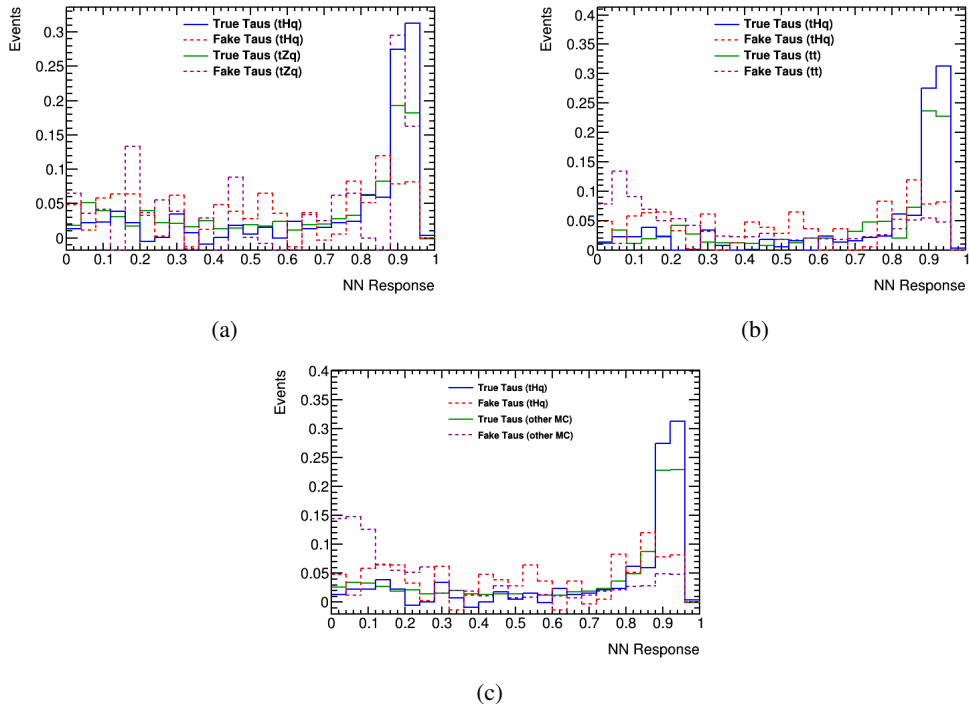 Events
0.3
0.25
0.2
0.15
0.1
0.05
0
True Taus (tHq)
Fake Taus (tHq)
True Taus (tZq)
Fake Taus (tZq)
0 0.1 0.2 0.3 0.4 0.5 0.6 0.7 0.8 0.9 1
NN Response
(a)
Events
0.4
0.35
0.3
0.25
0.2
0.15
0.1
0.05
0
True Taus (tHq)
Fake Taus (tHq)
True Taus (tt)
Fake Taus (tt)
0 0.1 0.2 0.3 0.4 0.5 0.6 0.7 0.8 0.9 1
NN Response
(b)
Events
0.4
0.35
0.3
0.25
0.2
0.15
0.1
0.05
0
True Taus (tHq)
Fake Taus (tHq)
True Taus (other MC)
Fake Taus (other MC)
0 0.1 0.2 0.3 0.4 0.5 0.6 0.7 0.8 0.9 1
NN Response
(c)